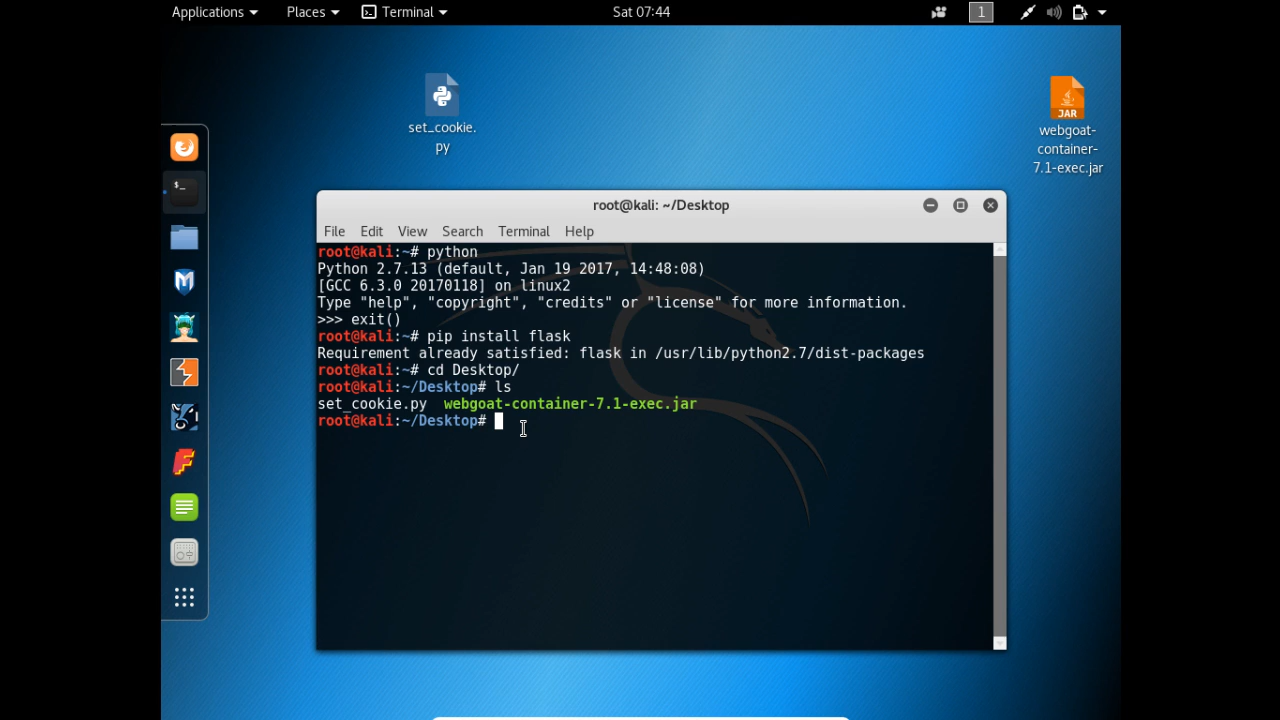 Applications Places Terminal Sat 07:44 1
set_cookie.
py
JAR
webgoat-
container-
7.1-exec.jar
root@kali: ~/Desktop
File Edit View Search Terminal Help
root@kali:~# python
Python 2.7.13 (default, Jan 19 2017, 14:48:08)
[GCC 6.3.0 20170118] on linux2
Type "help", "copyright", "credits" or "license" for more information.
>>> exit()
root@kali:~# pip install flask
Requirement already satisfied: flask in /usr/lib/python2.7/dist-packages
root@kali:~# cd Desktop/
root@kali:~/Desktop# ls
set_cookie.py webgoat-container-7.1-exec.jar
root@kali:~/Desktop#